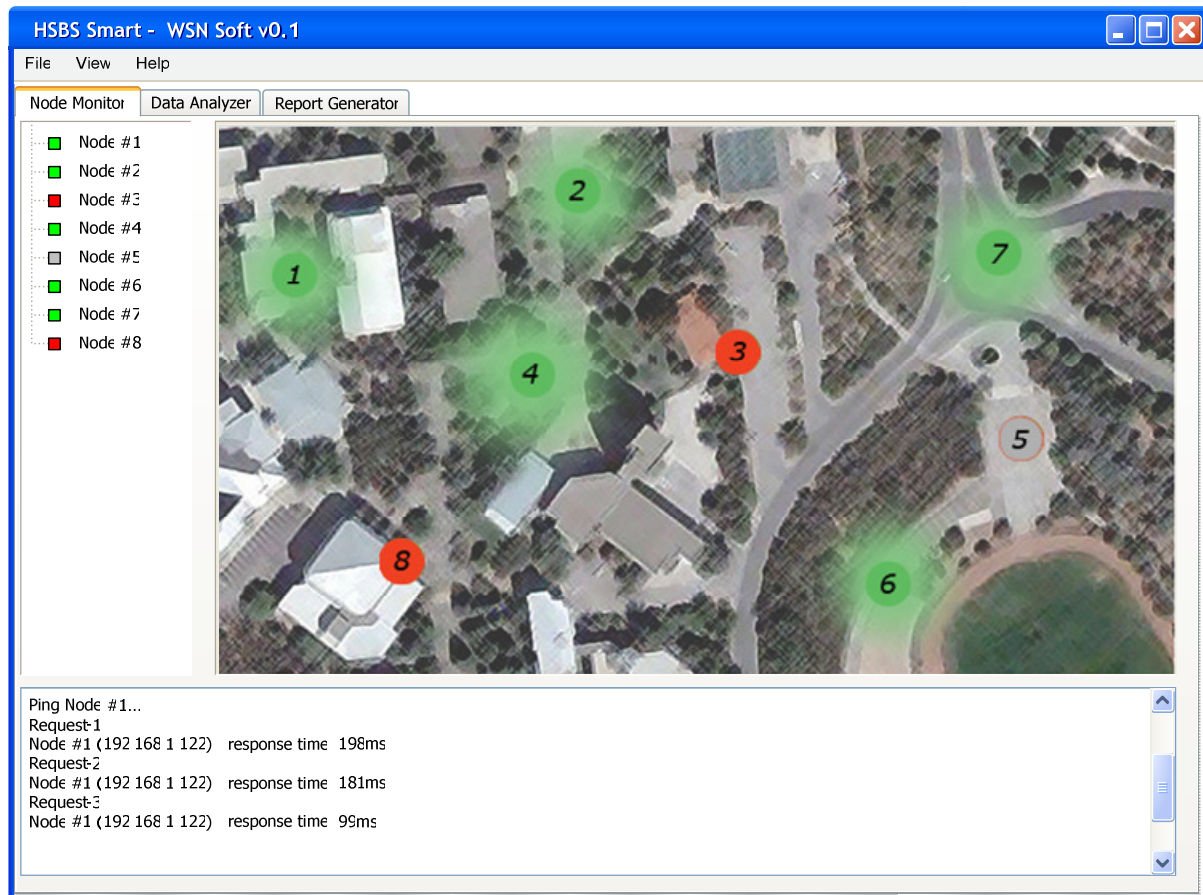 HSBS Smart - WSN Soft v0.1
File View Help
Node Monitor Data Analyzer Report Generator
Node #1
Node #2
Node #3
Node #4
Node #5
Node #6
Node #7
Node #8
2
7
1
3
4
5
8
6
Ping Node #1...
Request-1
Node #1 (192 168 1 122) response time 198ms
Request-2
Node #1 (192 168 1 122) response time 181ms
Request-3
Node #1 (192 168 1 122) response time 99ms